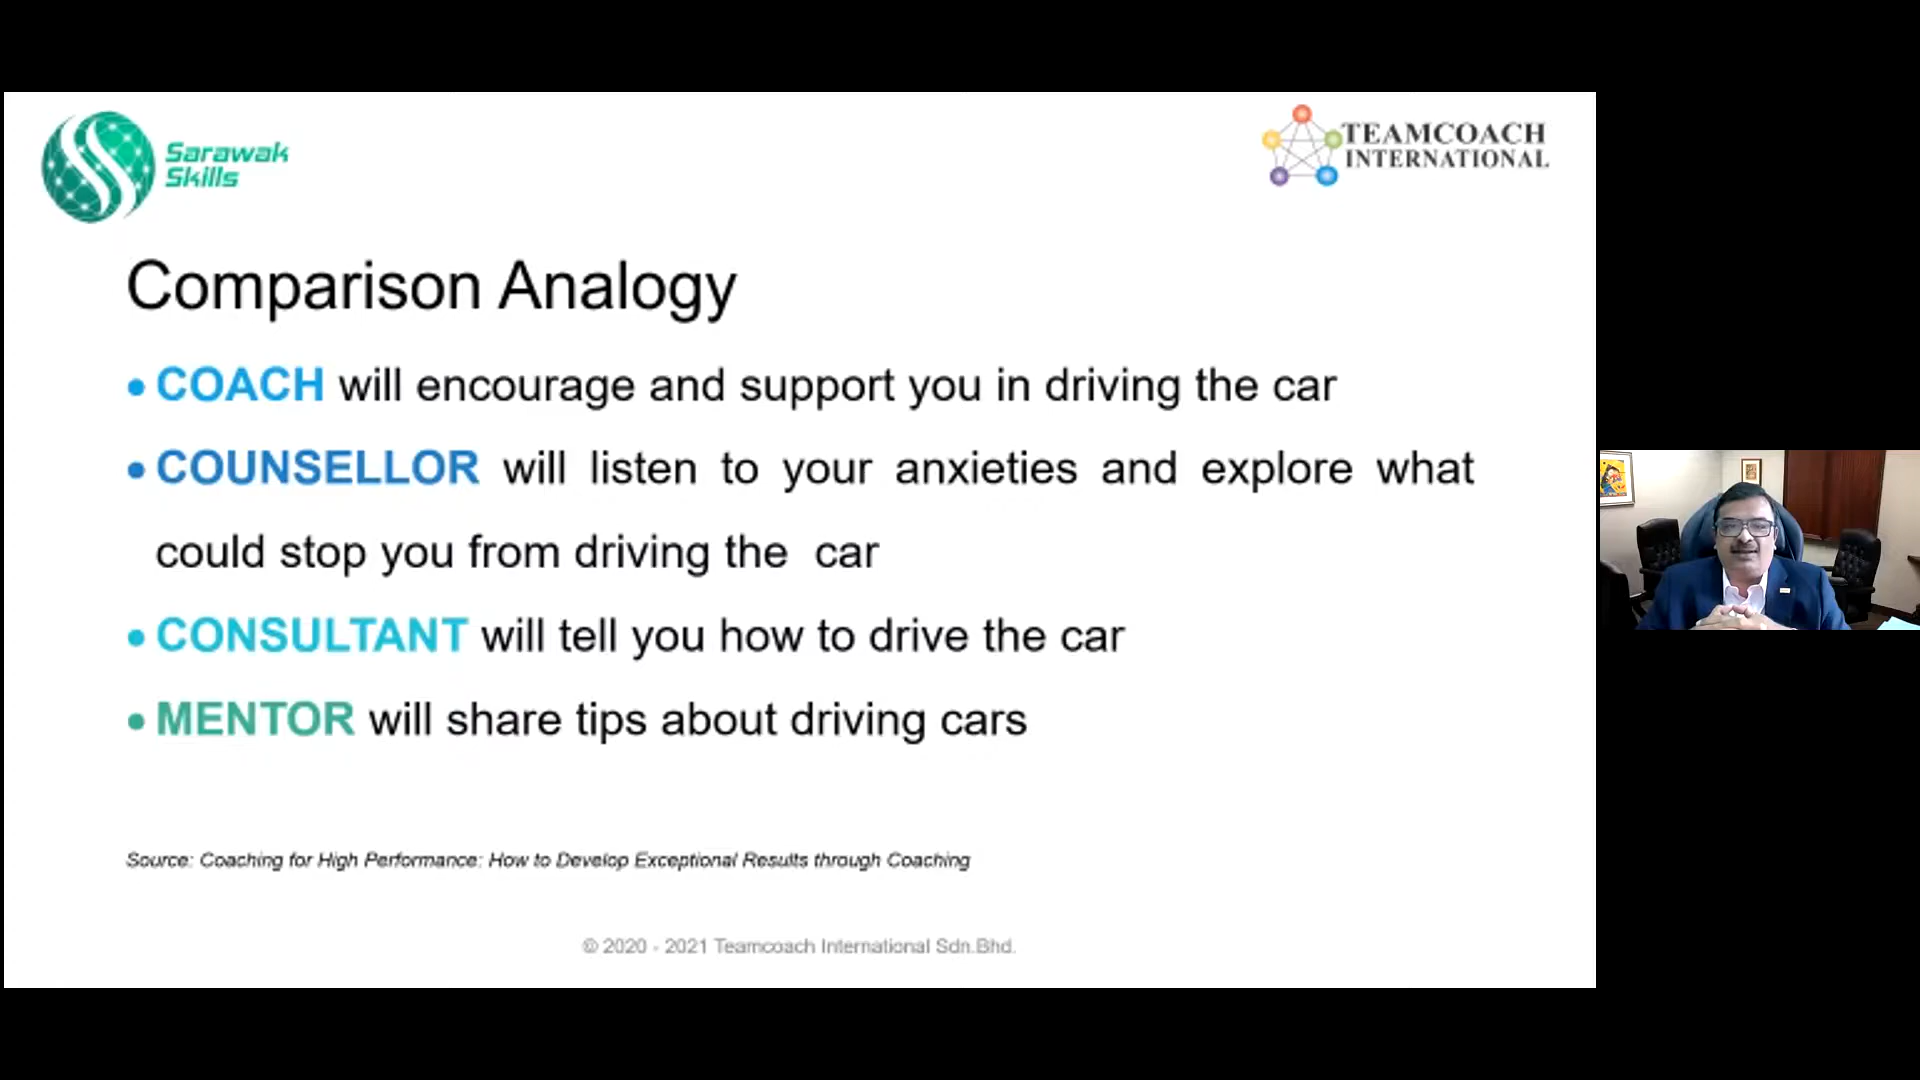 Sarawak
Skills
TEAMCOACH
INTERNATIONAL
Comparison Analogy
• COACH will encourage and support you in driving the car
• COUNSELLOR will listen to your anxieties and explore what
could stop you from driving the car
• CONSULTANT will tell you how to drive the car
• MENTOR will share tips about driving cars
Source: Coaching for High Performance: How to Develop Exceptional Results through Coaching
© 2020 - 2021 Teamcoach International Sdn.Bhd.